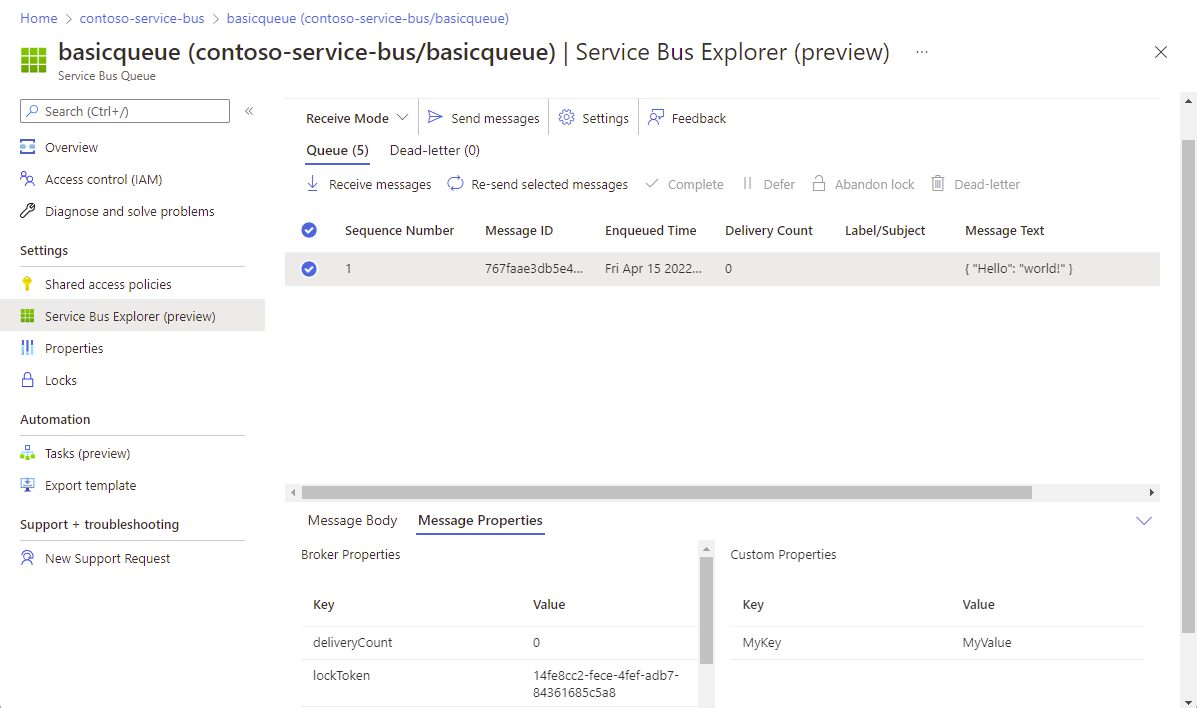 Home > contoso-service-bus > basicqueue (contoso-service-bus/basicqueue)
basicqueue (contoso-service-bus/basicqueue) | Service Bus Explorer (preview) ...
Service Bus Queue
Search (Ctrl+/)
«
Overview
Access control (IAM)
Diagnose and solve problems
Settings
Shared access policies
Service Bus Explorer (preview)
Properties
Locks
Automation
Tasks (preview)
Export template
Support + troubleshooting
New Support Request
Receive Mode Send messages Settings Feedback
Queue (5) Dead-letter (0)
Receive messages Re-send selected messages Complete Defer Abandon lock Dead-letter
Sequence Number Message ID Enqueued Time Delivery Count Label/Subject Message Text
1 767faae3db5e4... Fri Apr 15 2022... 0 { "Hello": "world!" }
Message Body Message Properties
Broker Properties
Key Value
deliveryCount 0
lockToken 14fe8cc2-fece-4fef-adb7-
84361685c5a8
Custom Properties
Key Value
MyKey MyValue